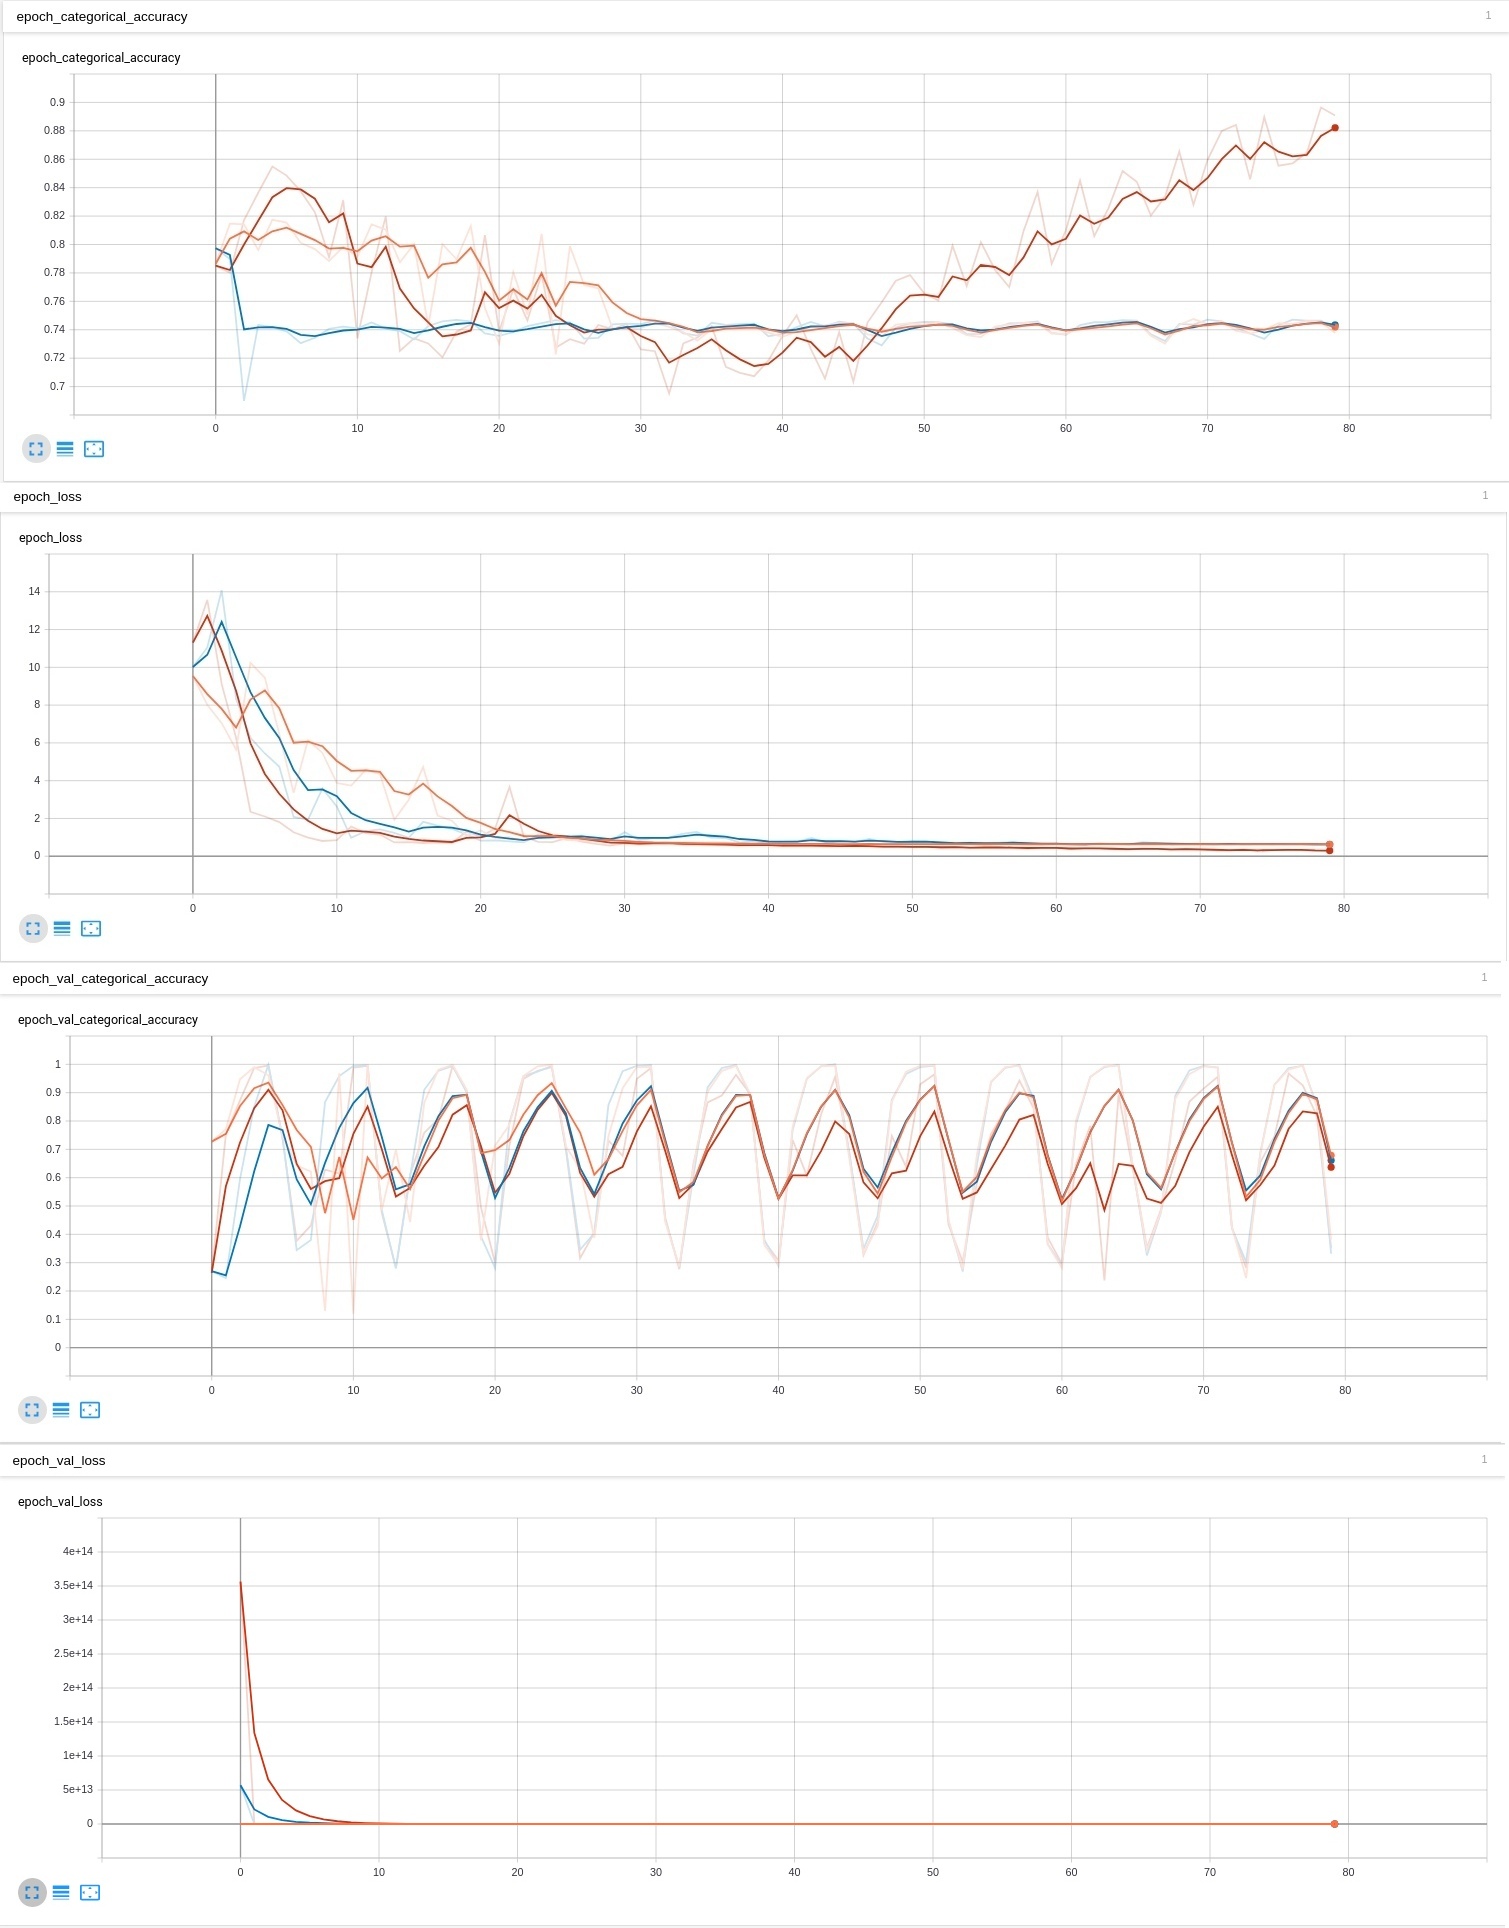 epoch_categorical_accuracy 1
epoch_categorical_accuracy
0.9
0.88
0.86
0.84
0.82
0.8
0.78
0.76
0.74
0.72
0.7
0 10 20 30 40 50 60 70 80
epoch_loss 1
epoch_loss
14
12
10
8
6
4
2
0
0 10 20 30 40 50 60 70 80
epoch_val_categorical_accuracy 1
epoch_val_categorical_accuracy
1
0.9
0.8
0.7
0.6
0.5
0.4
0.3
0.2
0.1
0
0 10 20 30 40 50 60 70 80
epoch_val_loss 1
epoch_val_loss
4e+14
3.5e+14
3e+14
2.5e+14
2e+14
1.5e+14
1e+14
5e+13
0
0 10 20 30 40 50 60 70 80